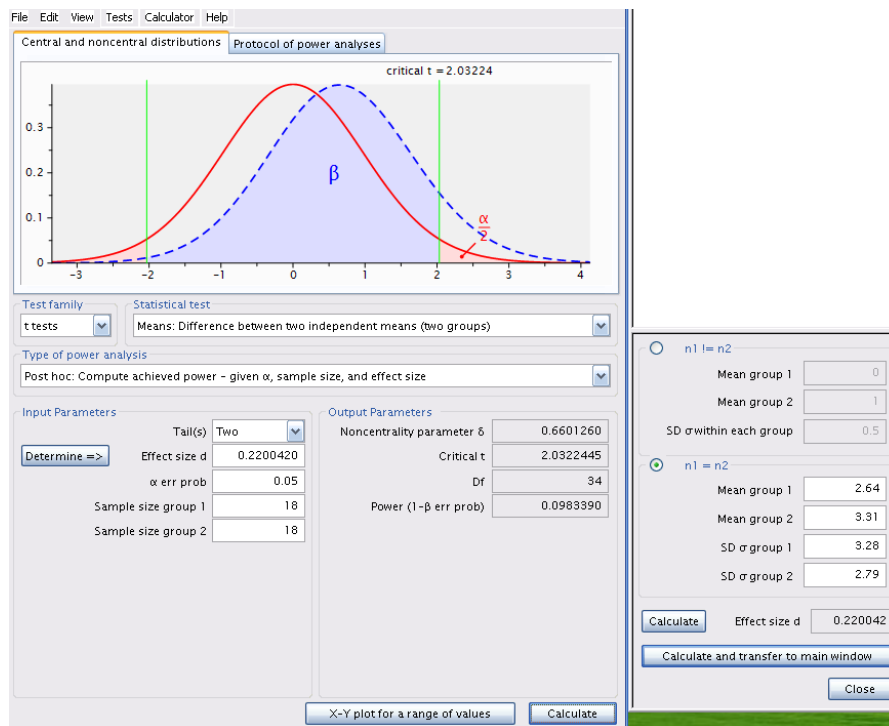 File Edit View Tests Calculator Help
Central and noncentral distributions Protocol of power analyses
critical t = 2.03224
0.3
0.2
0.1
0
β
α
2
-3 -2 -1 0 1 2 3 4
Test family
t tests
Statistical test
Means: Difference between two independent means (two groups)
Type of power analysis
Post hoc: Compute achieved power – given α, sample size, and effect size
Input Parameters
Tail(s) Two
Determine => Effect size d 0.2200420
α err prob 0.05
Sample size group 1 18
Sample size group 2 18
Output Parameters
Noncentrality parameter δ 0.6601260
Critical t 2.0322445
Df 34
Power (1-β err prob) 0.0983390
X-Y plot for a range of values Calculate
n1 != n2
Mean group 1 0
Mean group 2 1
SD σ within each group 0.5
n1 = n2
Mean group 1 2.64
Mean group 2 3.31
SD σ group 1 3.28
SD σ group 2 2.79
Calculate Effect size d 0.220042
Calculate and transfer to main window
Close